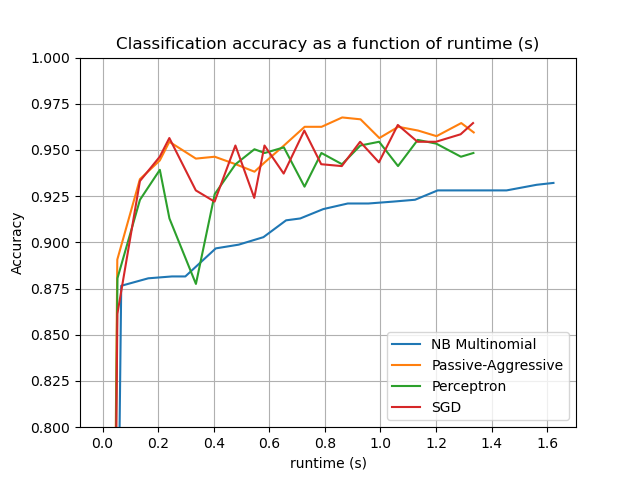 Classification accuracy as a function of runtime (s)
1.000
0.975
0.950
0.925
0.900
0.875
0.850
0.825
0.800
Accuracy
0.0 0.2 0.4 0.6 0.8 1.0 1.2 1.4 1.6
runtime (s)
NB Multinomial
Passive-Aggressive
Perceptron
SGD